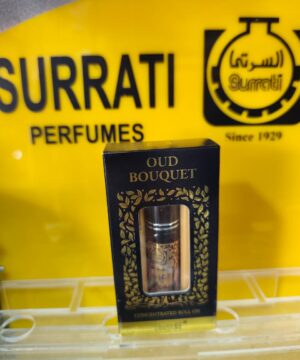 SURRATI
PERFUMES
السرتي
Surrati
Since 1929
OUD
BOUQUET
CONCENTRATED ROLL ON